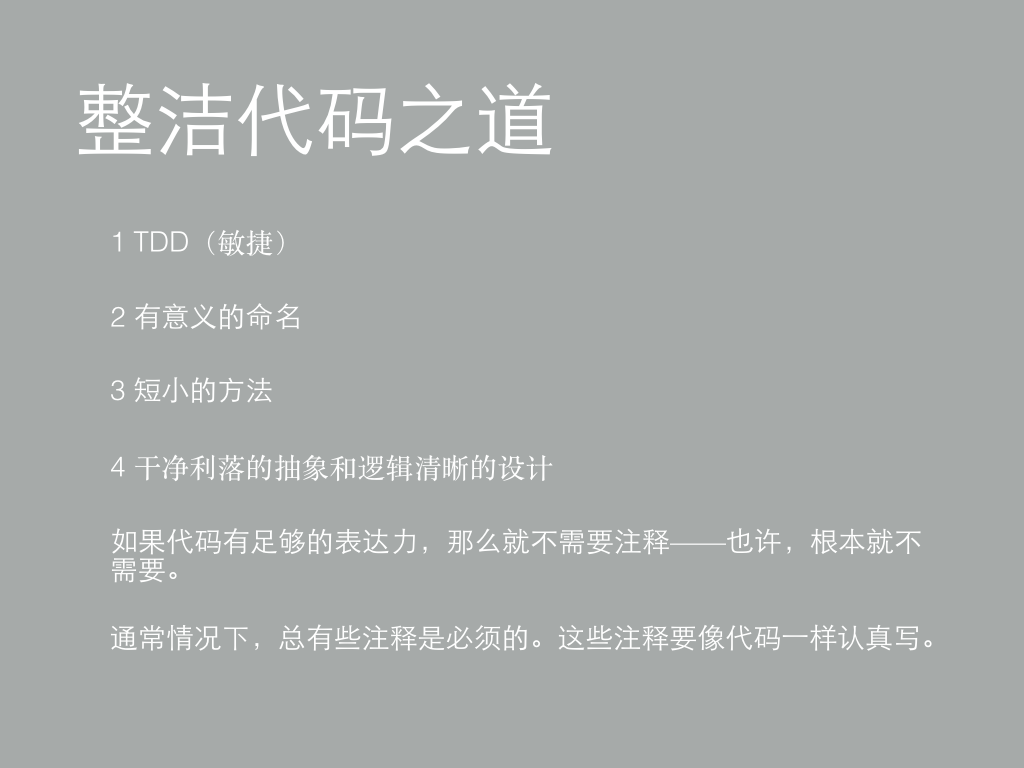 整洁代码之道
1 TDD（敏捷）
2 有意义的命名
3 短小的方法
4 干净利落的抽象和逻辑清晰的设计
如果代码有足够的表达力，那么就不需要注释——也许，根本就不
需要。
通常情况下，总有些注释是必须的。这些注释要像代码一样认真写。